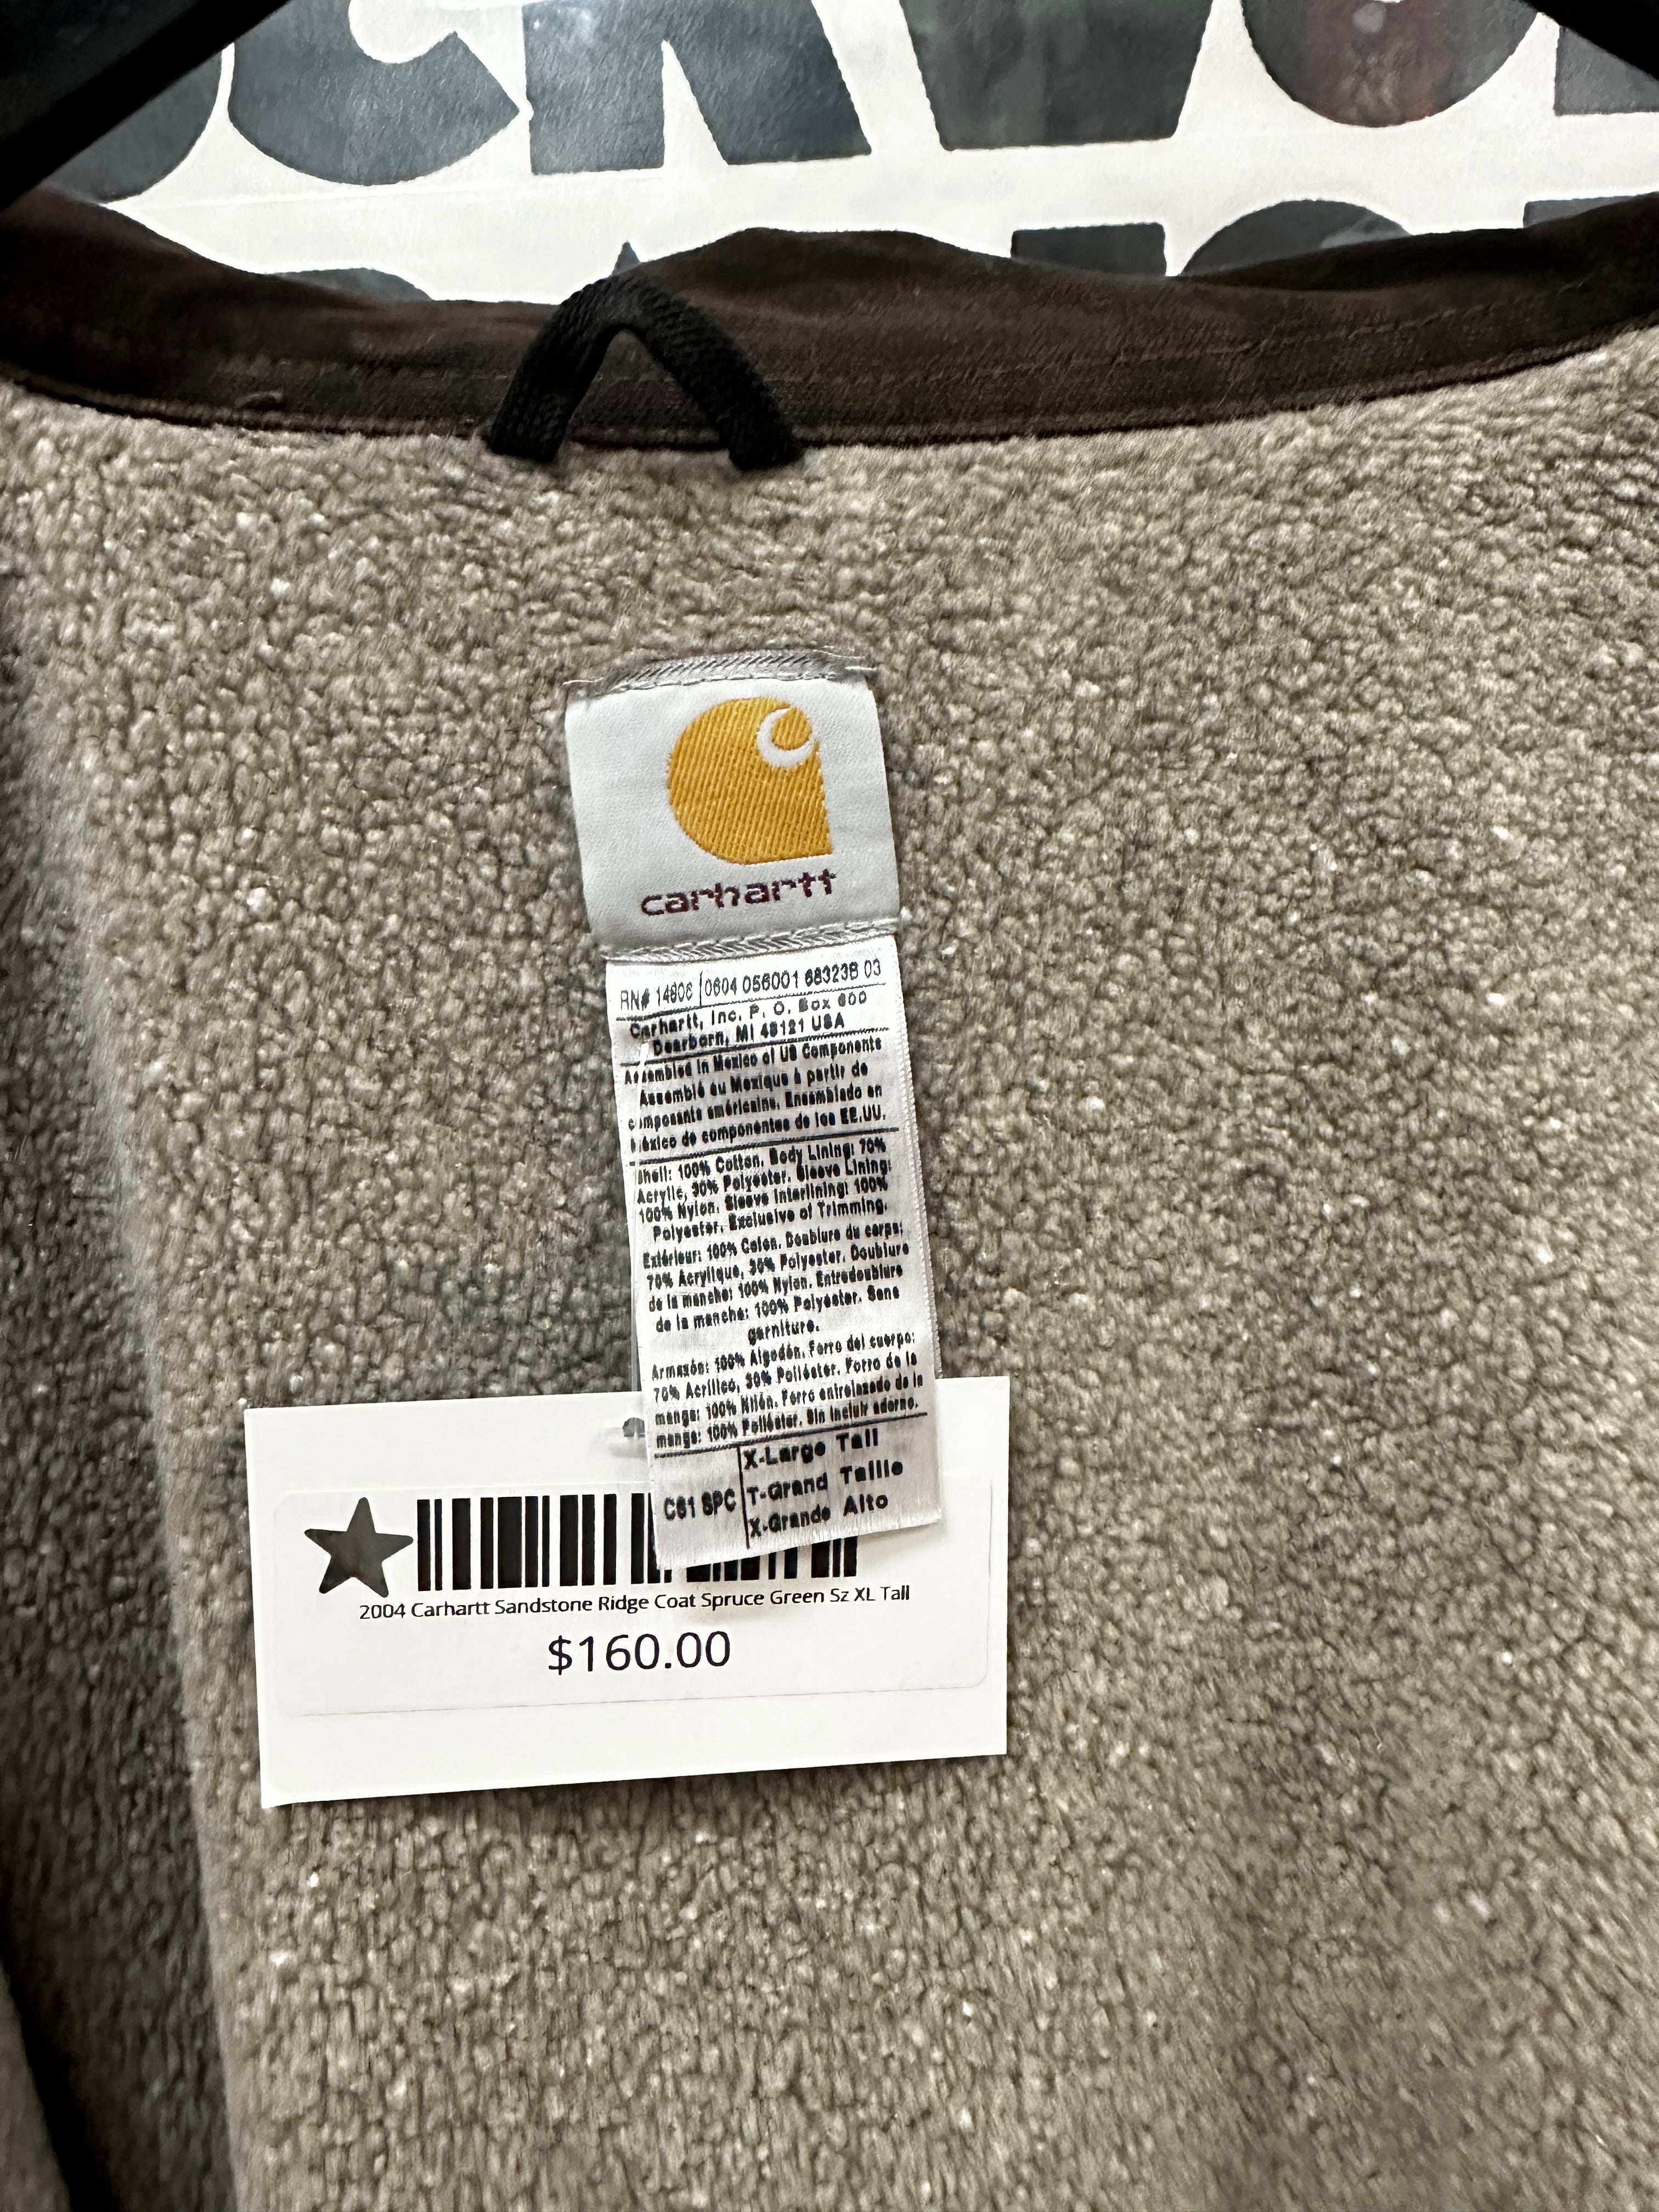 carhartt
RN# 14806 0604 056001 68323B 03
Carhartt, Inc. P. O. Box 600
Dearborn, MI 48121 USA
Assembled in Mexico of US Components
Assemblé au Mexique à partir de
composants américains. Ensamblado en
México de componentes de los EE.UU.
Shell: 100% Cotton. Body Lining: 70%
Acrylic, 30% Polyester. Sleeve Lining:
100% Nylon. Sleeve Interlining: 100%
Polyester. Exclusive of Trimming.
Extérieur: 100% Coton. Doublure du corps:
70% Acrylique, 30% Polyester. Doublure
de la manche: 100% Nylon. Entredoublure
de la manche: 100% Polyester. Sans
garniture.
Armazón: 100% Algodón. Forro del cuerpo:
70% Acrílico, 30% Poliéster. Forro de la
manga: 100% Nilón. Forro entrelazado de la
manga: 100% Poliéster. Sin incluir adorno.
X-Large Tall
C61 SPC T-Grand Taille
X-Grande Alto
2004 Carhartt Sandstone Ridge Coat Spruce Green Sz XL Tall
$160.00